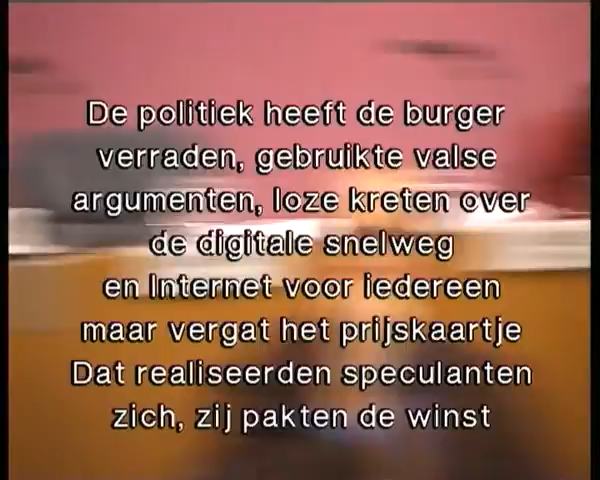 De politiek heeft de burger
verraden, gebruikte valse
argumenten, loze kreten over
de digitale snelweg
en Internet voor iedereen
maar vergat het prijskaartje
Dat realiseerden speculanten
zich, zij pakten de winst